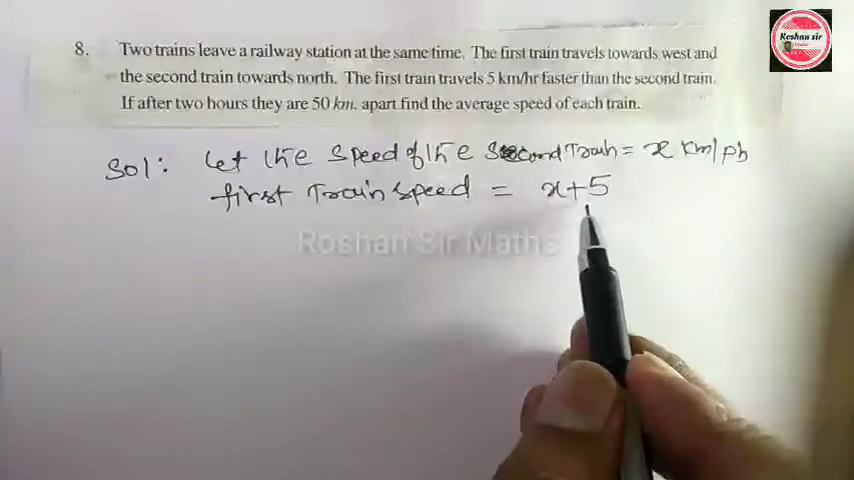 Roshan sir
8. Two trains leave a railway station at the same time. The first train travels towards west and
the second train towards north. The first train travels 5 km/hr faster than the second train.
If after two hours they are 50 km. apart find the average speed of each train.
Sol: Let the speed of the second Train = x km/ph
first Train speed = x+5
Roshan Sir Maths